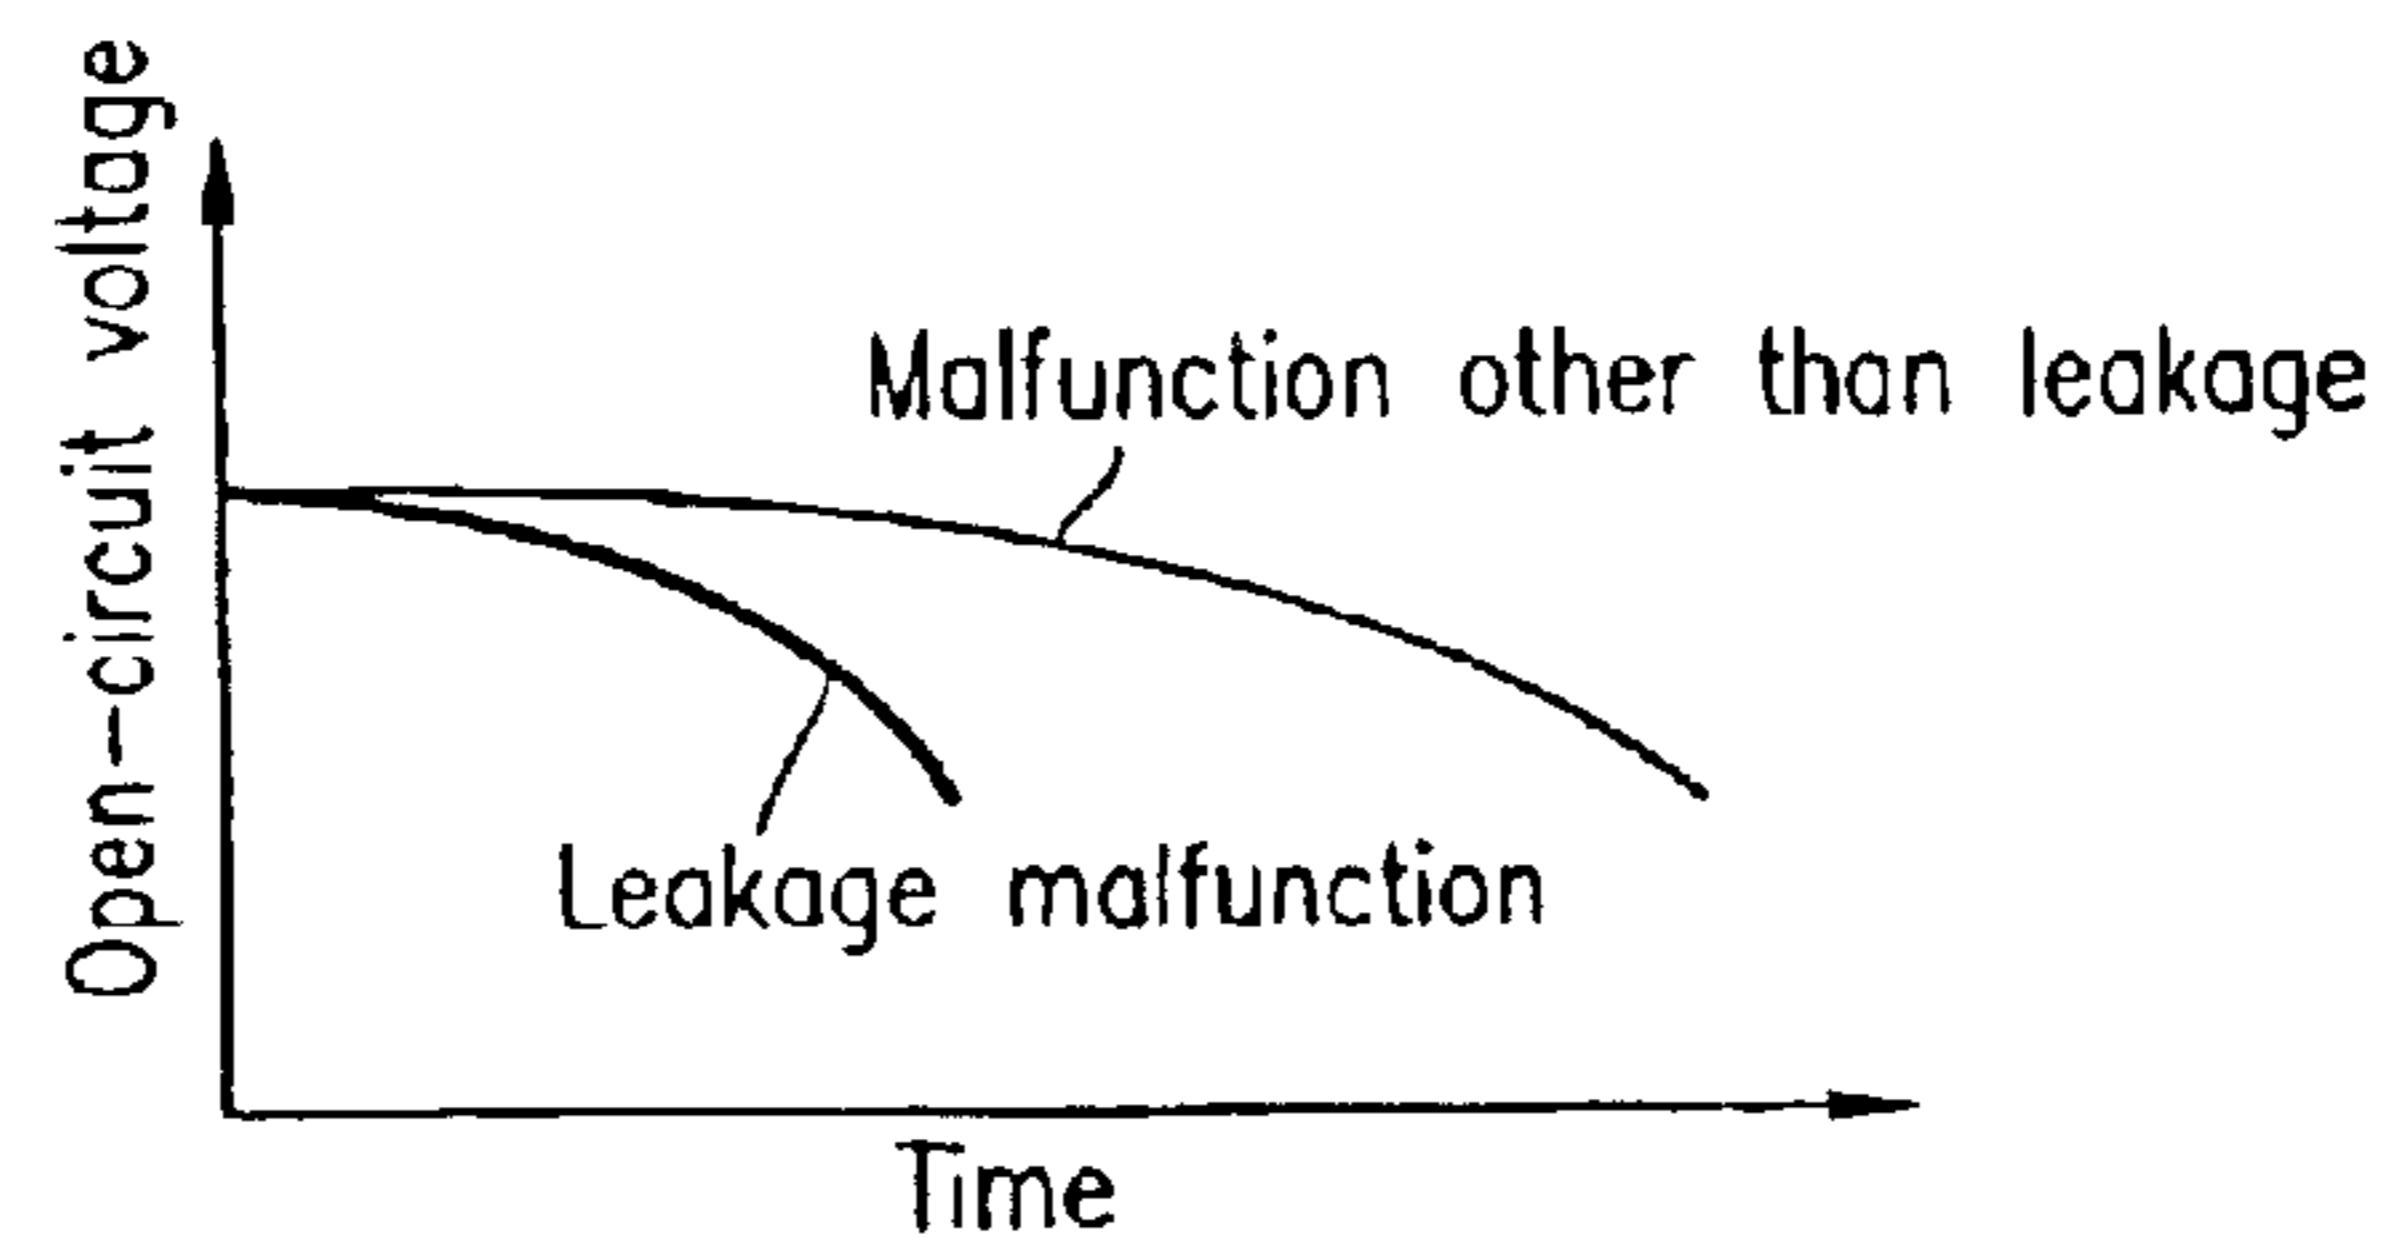 Open-circuit voltage
Malfunction other than leakage
Leakage malfunction
Time